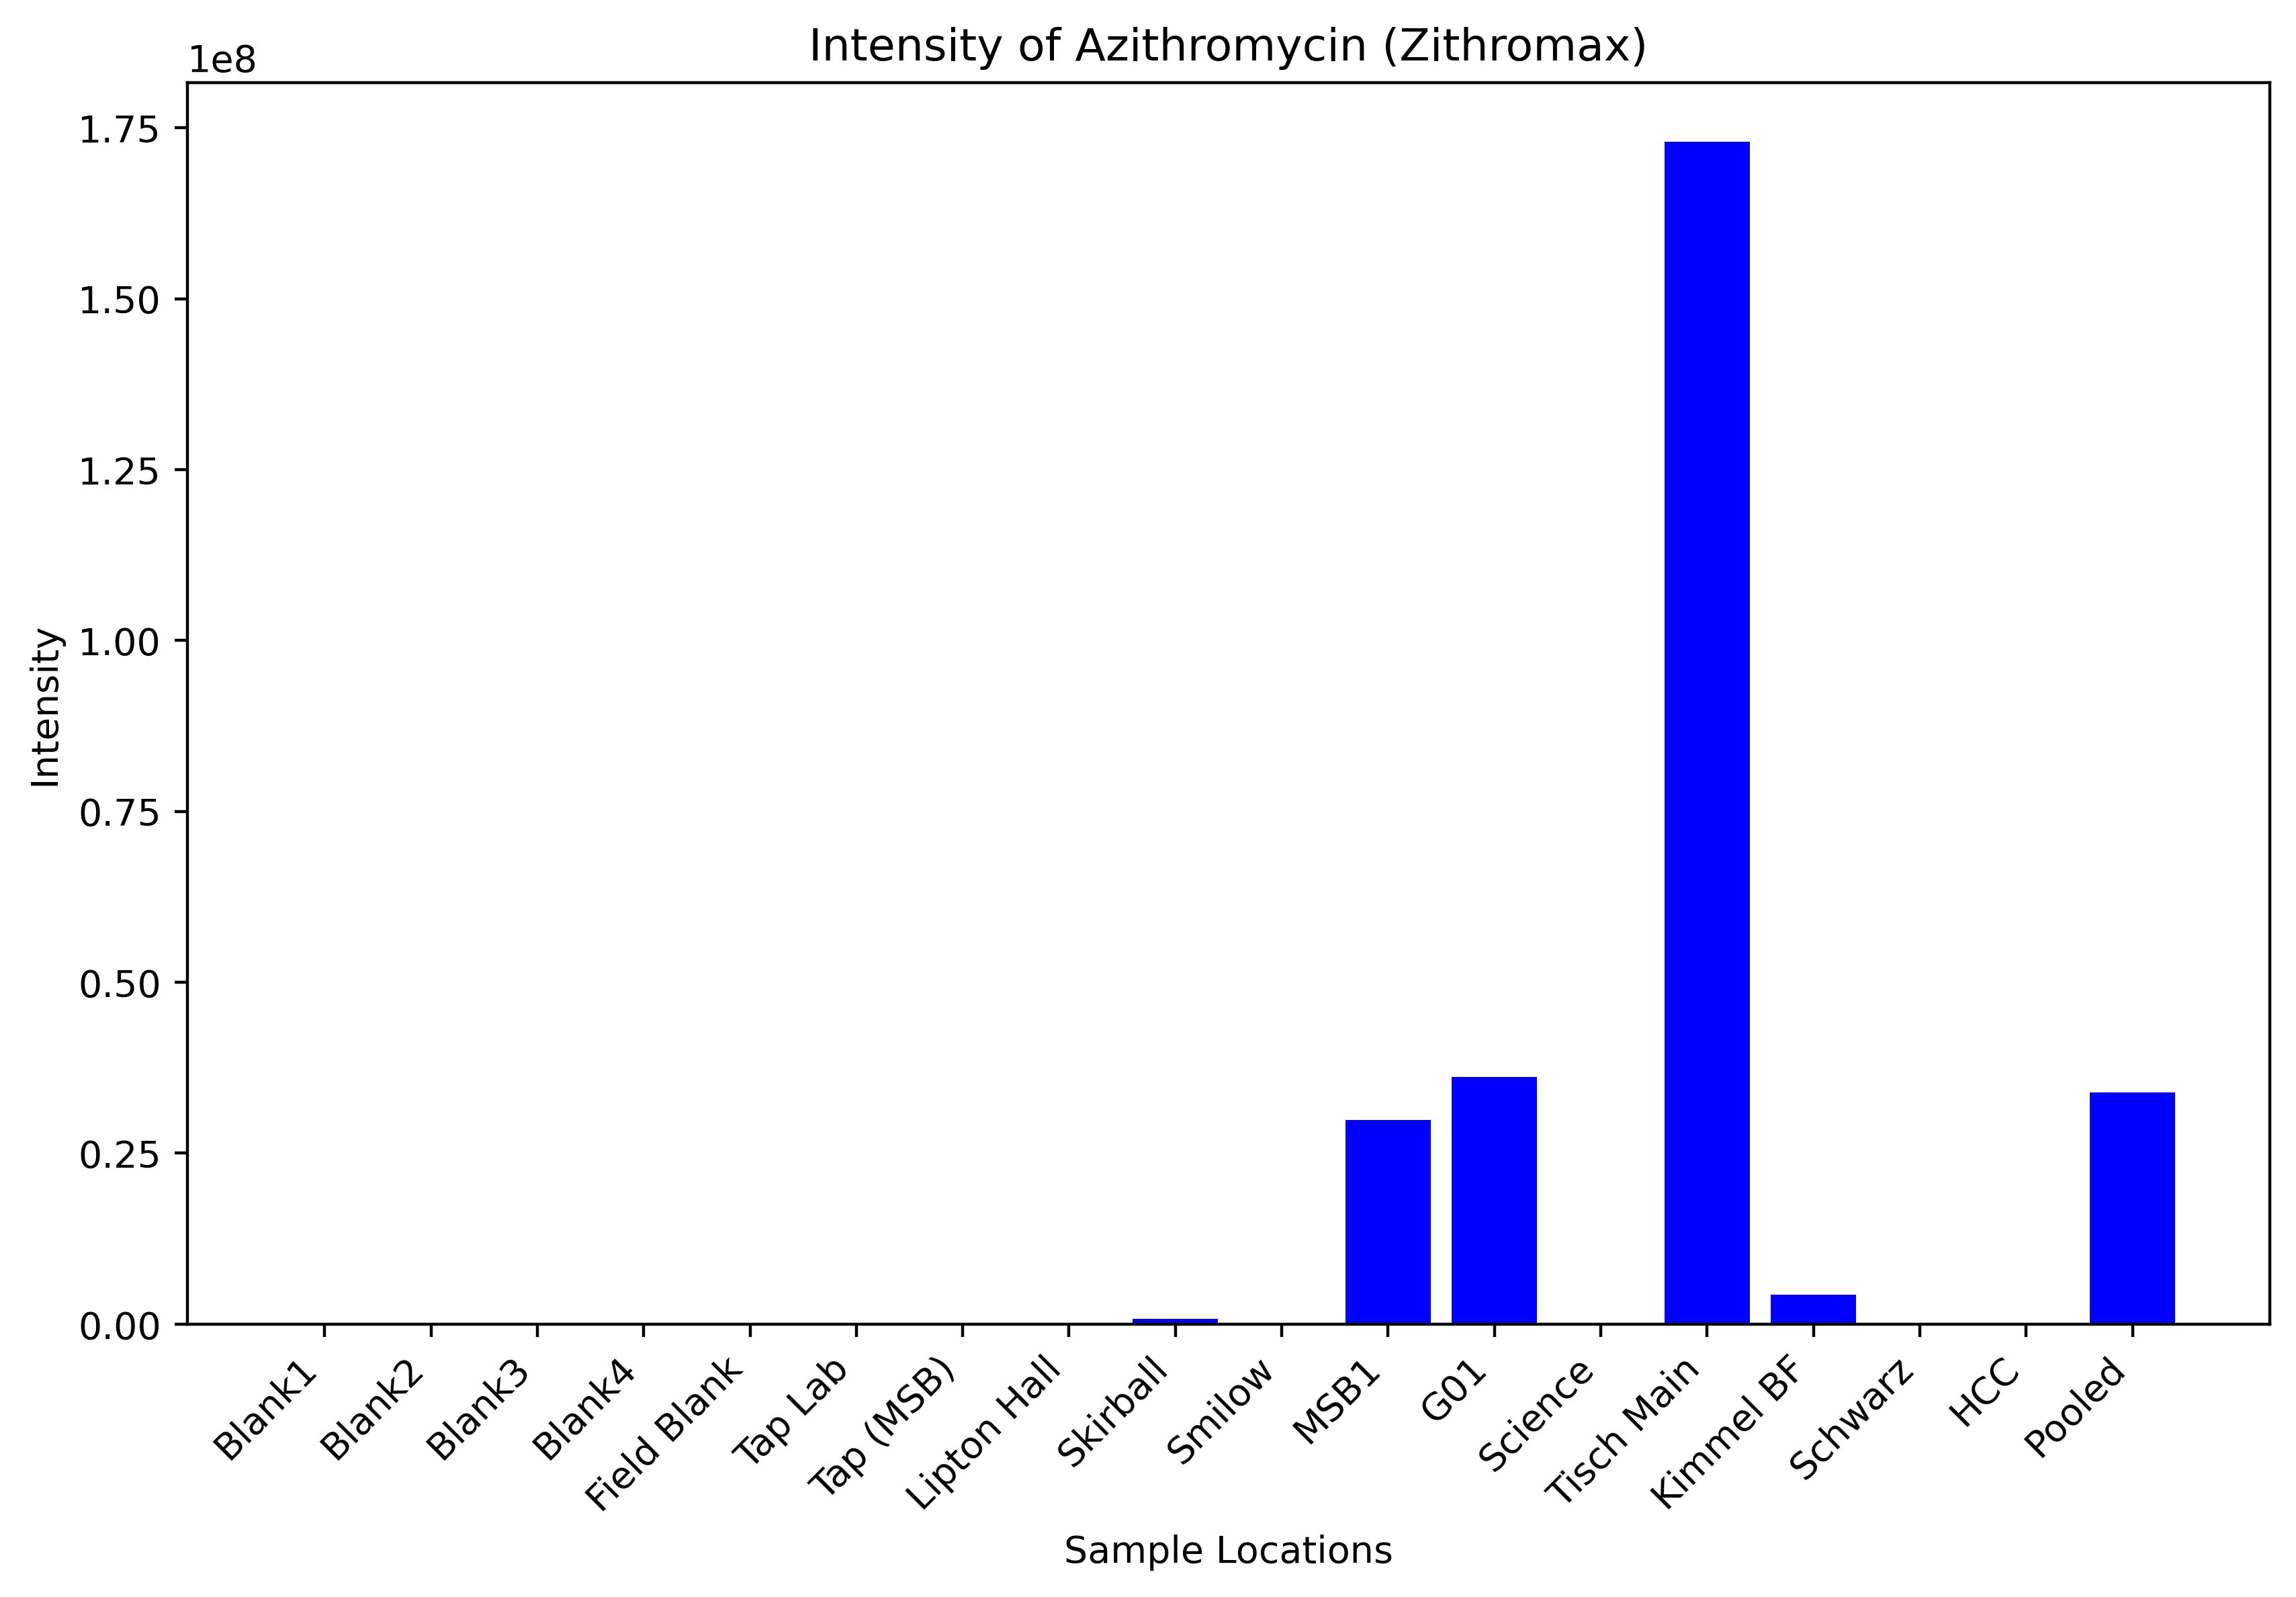 Intensity of Azithromycin (Zithromax)
1e8
1.75
1.50
1.25
1.00
0.75
0.50
0.25
0.00
Intensity
Blank1
Blank2
Blank3
Blank4
Field Blank
Tap Lab
Tap (MSB)
Lipton Hall
Skirball
Smilow
MSB1
G01
Science
Tisch Main
Kimmel BF
Schwarz
HCC
Pooled
Sample Locations